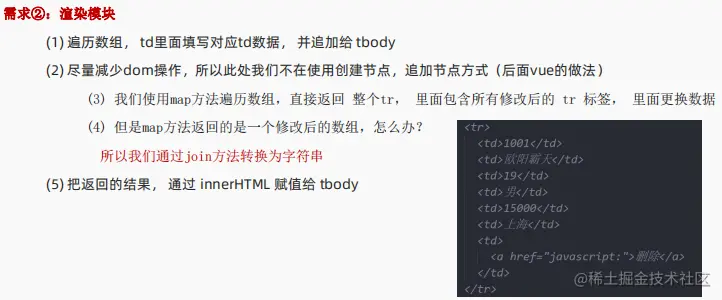 需求②：渲染模块
(1) 遍历数组， td里面填写对应td数据， 并追加给 tbody
(2) 尽量减少dom操作，所以此处我们不在使用创建节点，追加节点方式（后面vue的做法）
(3) 我们使用map方法遍历数组，直接返回 整个tr， 里面包含所有修改后的 tr 标签， 里面更换数据
(4) 但是map方法返回的是一个修改后的数组，怎么办？
所以我们通过join方法转换为字符串
(5) 把返回的结果， 通过 innerHTML 赋值给 tbody
<tr>
<td>1001</td>
<td>欧阳霸天</td>
<td>19</td>
<td>男</td>
<td>15000</td>
<td>上海</td>
<td>
<a href="javascript:">删除</a>
</td>
</tr>
@稀土掘金技术社区